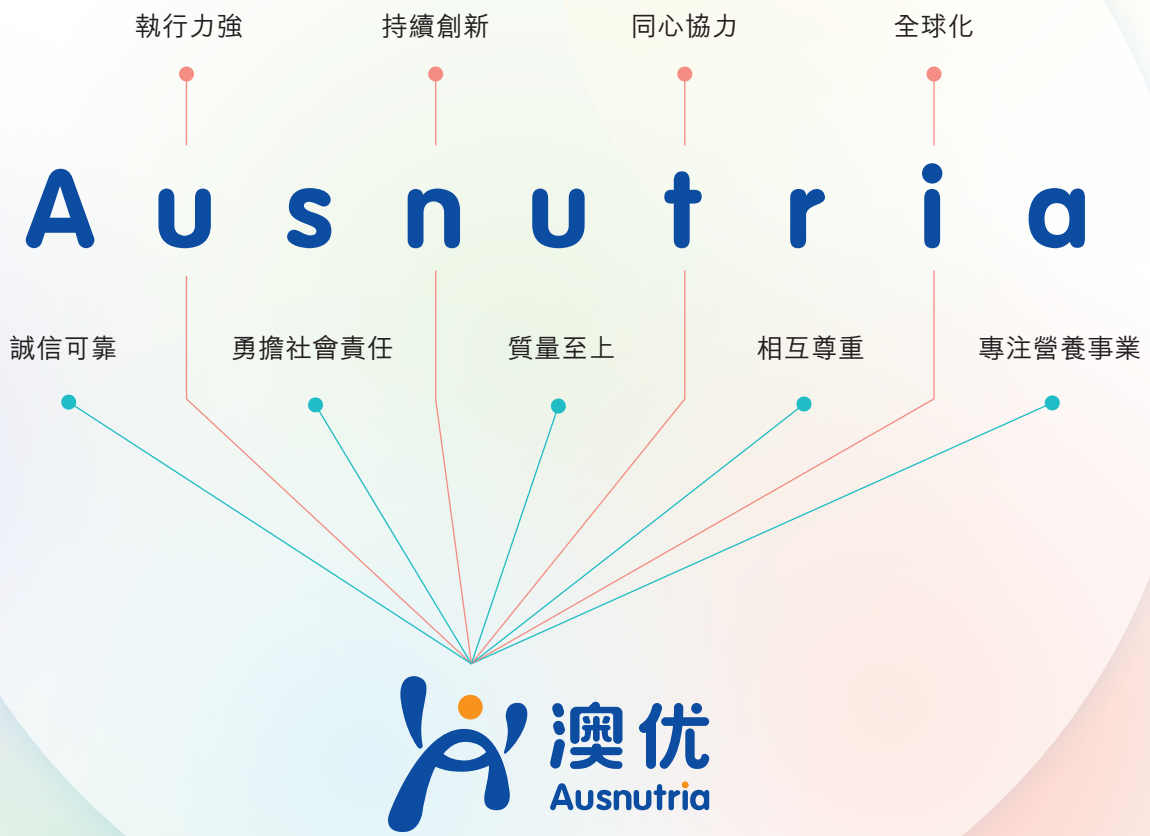 執行力強 持續創新 同心協力 全球化
Ausnutria
誠信可靠 勇擔社會責任 質量至上 相互尊重 專注營養事業
澳优
Ausnutria